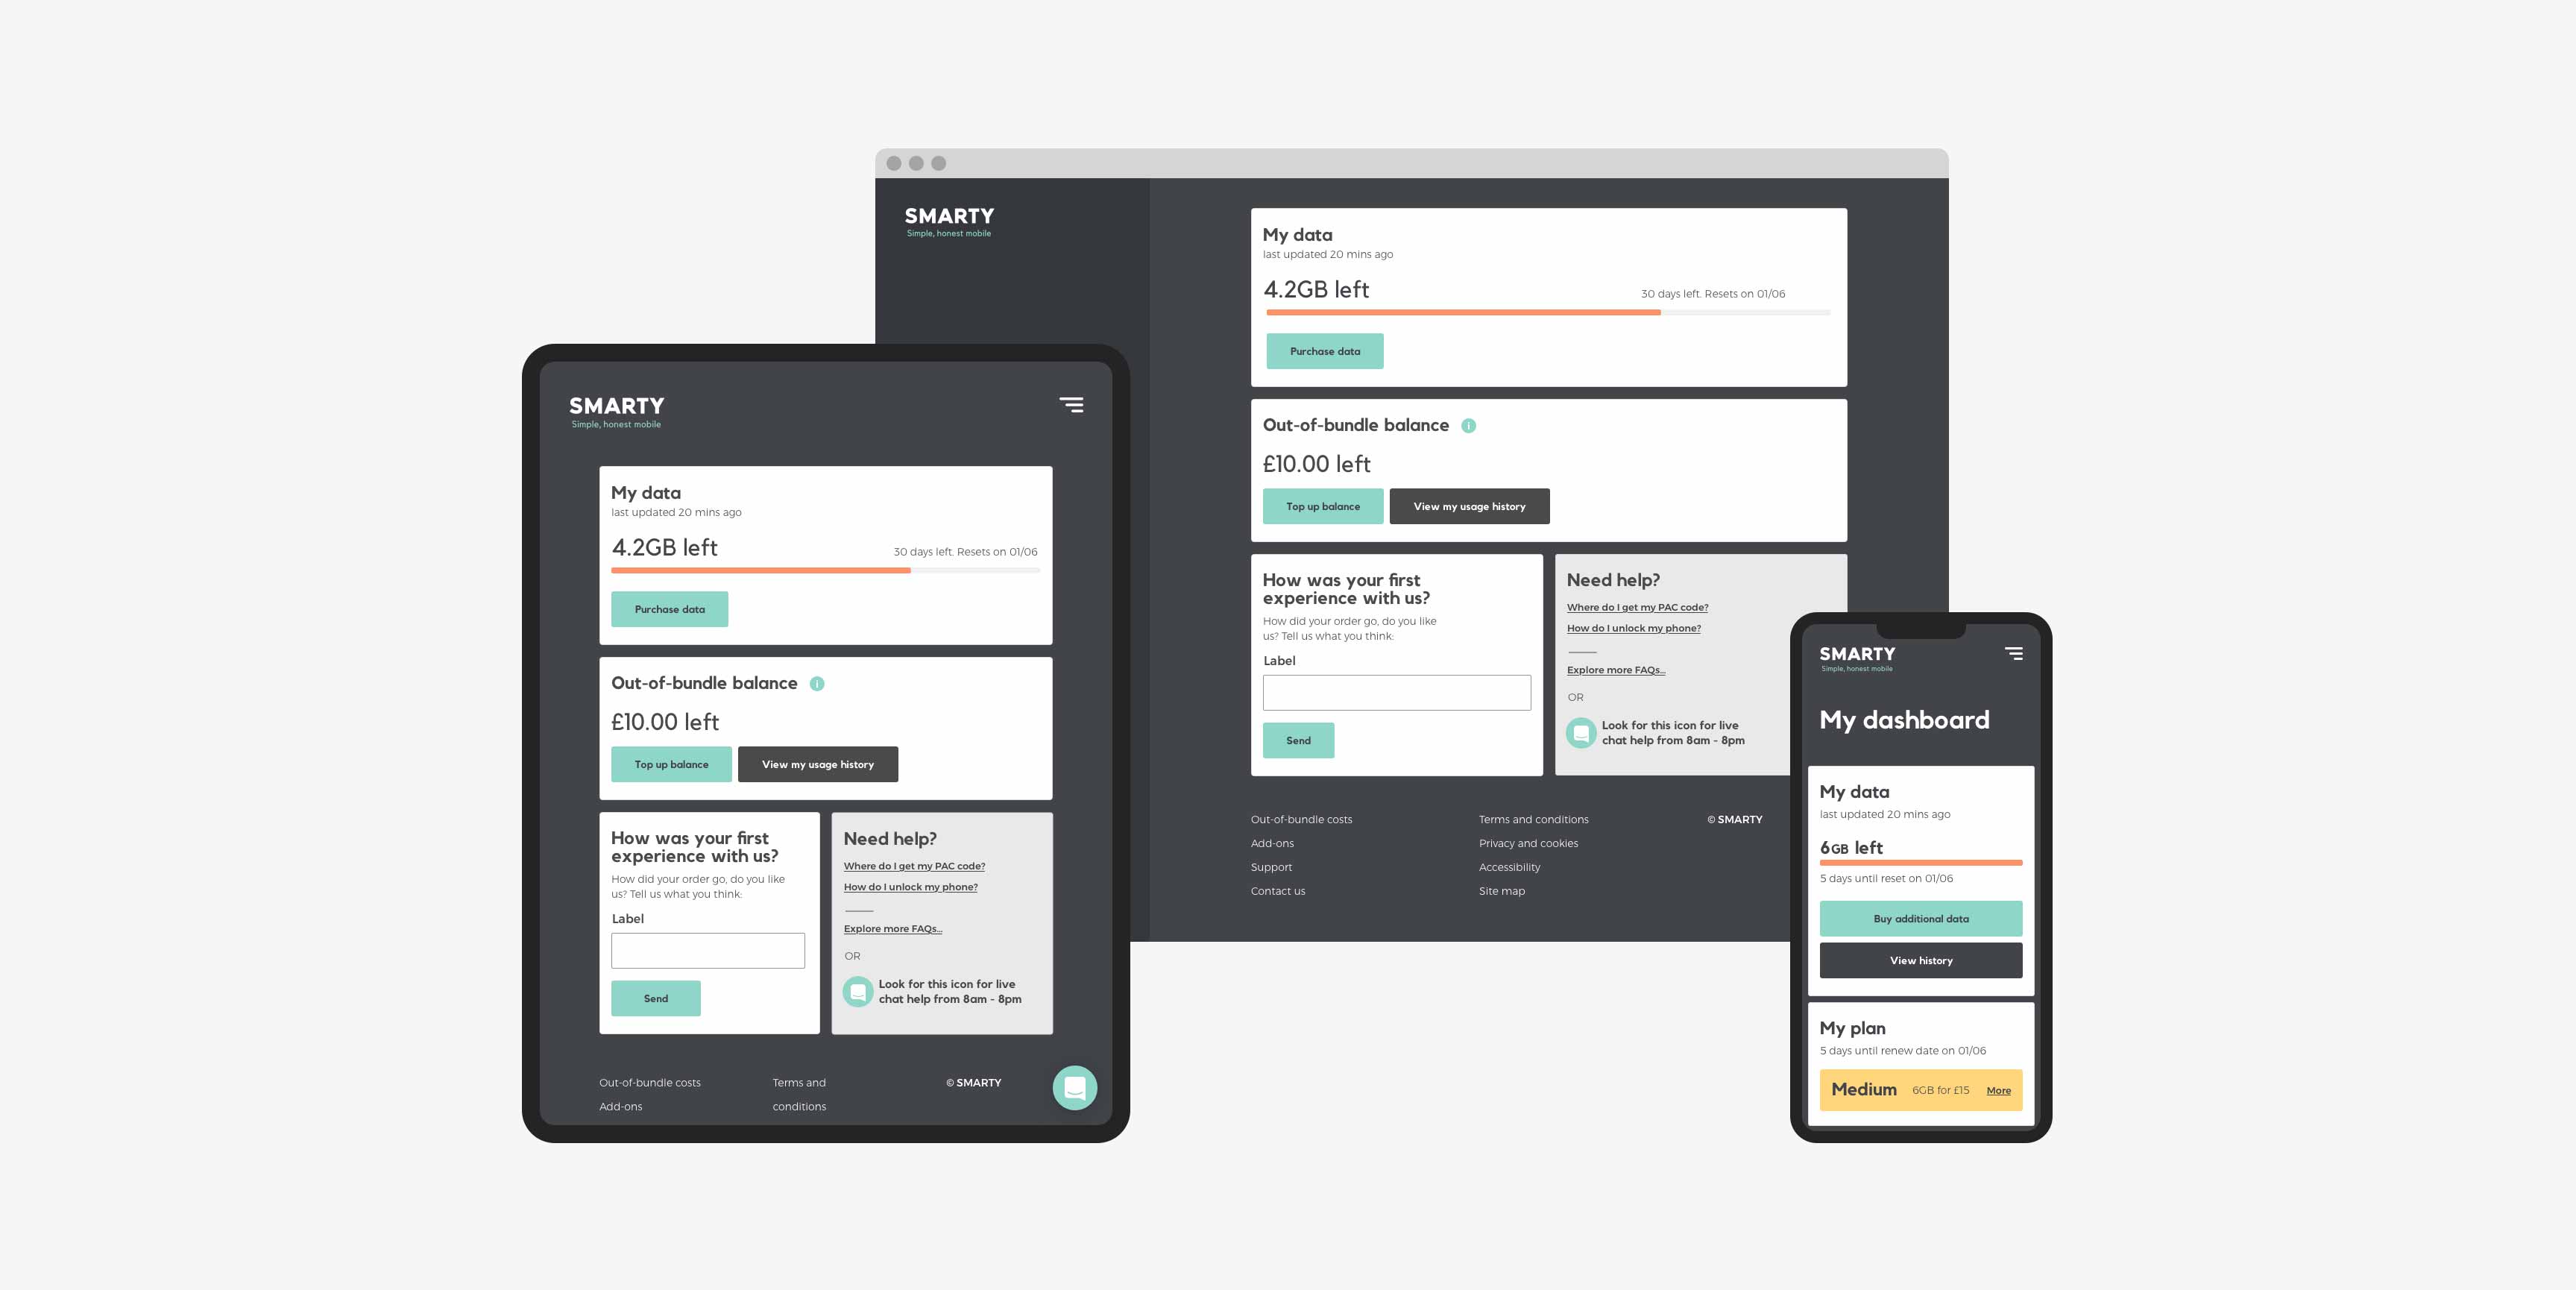 SMARTY
Simple, honest mobile
My data
last updated 20 mins ago
4.2GB left
30 days left. Resets on 01/06
Purchase data
Out-of-bundle balance i
£10.00 left
Top up balance
View my usage history
How was your first
experience with us?
How did your order go, do you like
us? Tell us what you think:
Label
Send
Need help?
Where do I get my PAC code?
How do I unlock my phone?
Explore more FAQs...
OR
Look for this icon for live
chat help from 8am - 8pm
Out-of-bundle costs
Add-ons
Support
Contact us
Terms and conditions
Privacy and cookies
Accessibility
Site map
© SMARTY
SMARTY
Simple, honest mobile
My data
last updated 20 mins ago
4.2GB left
30 days left. Resets on 01/06
Purchase data
Out-of-bundle balance i
£10.00 left
Top up balance
View my usage history
How was your first
experience with us?
How did your order go, do you like
us? Tell us what you think:
Label
Send
Need help?
Where do I get my PAC code?
How do I unlock my phone?
Explore more FAQs...
OR
Look for this icon for live
chat help from 8am - 8pm
Out-of-bundle costs
Add-ons
Terms and
conditions
© SMARTY
SMARTY
Simple, honest mobile
My dashboard
My data
last updated 20 mins ago
6GB left
5 days until reset on 01/06
Buy additional data
View history
My plan
5 days until renew date on 01/06
Medium 6GB for £15 More